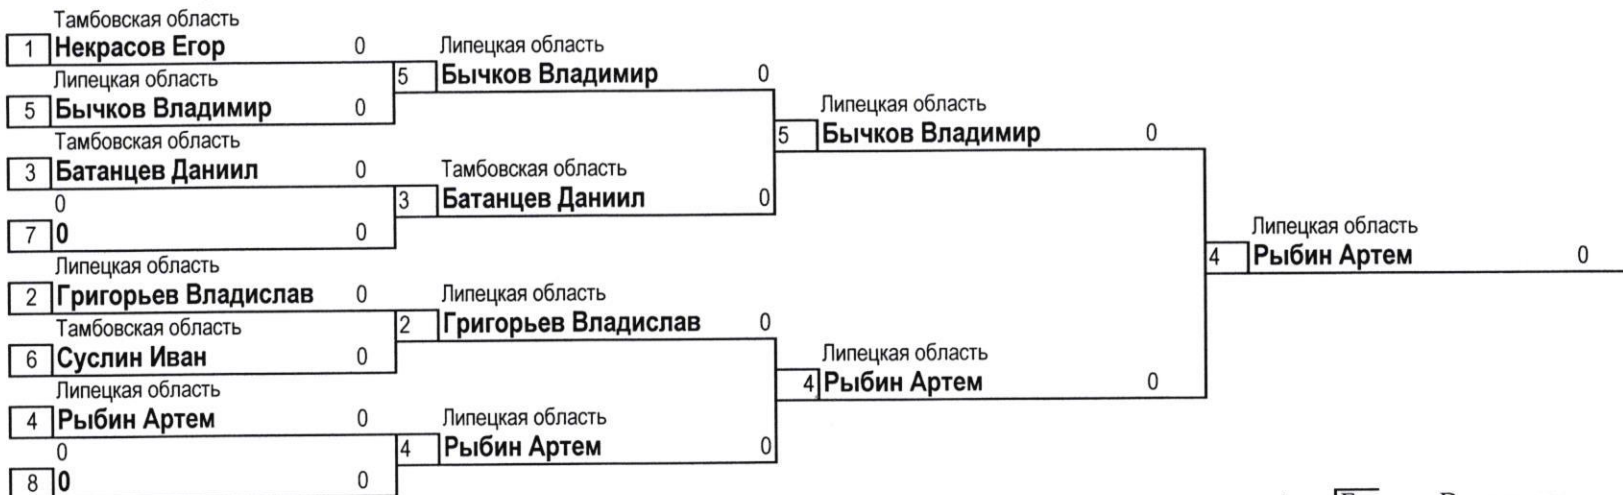 Тамбовская область
1 Некрасов Егор 0
Липецкая область
5 Бычков Владимир 0
Тамбовская область
3 Батанцев Даниил 0
0
7 0 0
Липецкая область
2 Григорьев Владислав 0
Тамбовская область
6 Суслин Иван 0
Липецкая область
4 Рыбин Артем 0
0
8 0 0
Липецкая область
5 Бычков Владимир 0
Тамбовская область
3 Батанцев Даниил 0
Липецкая область
2 Григорьев Владислав 0
Липецкая область
4 Рыбин Артем 0
Липецкая область
5 Бычков Владимир 0
Липецкая область
4 Рыбин Артем 0
Липецкая область
4 Рыбин Артем 0